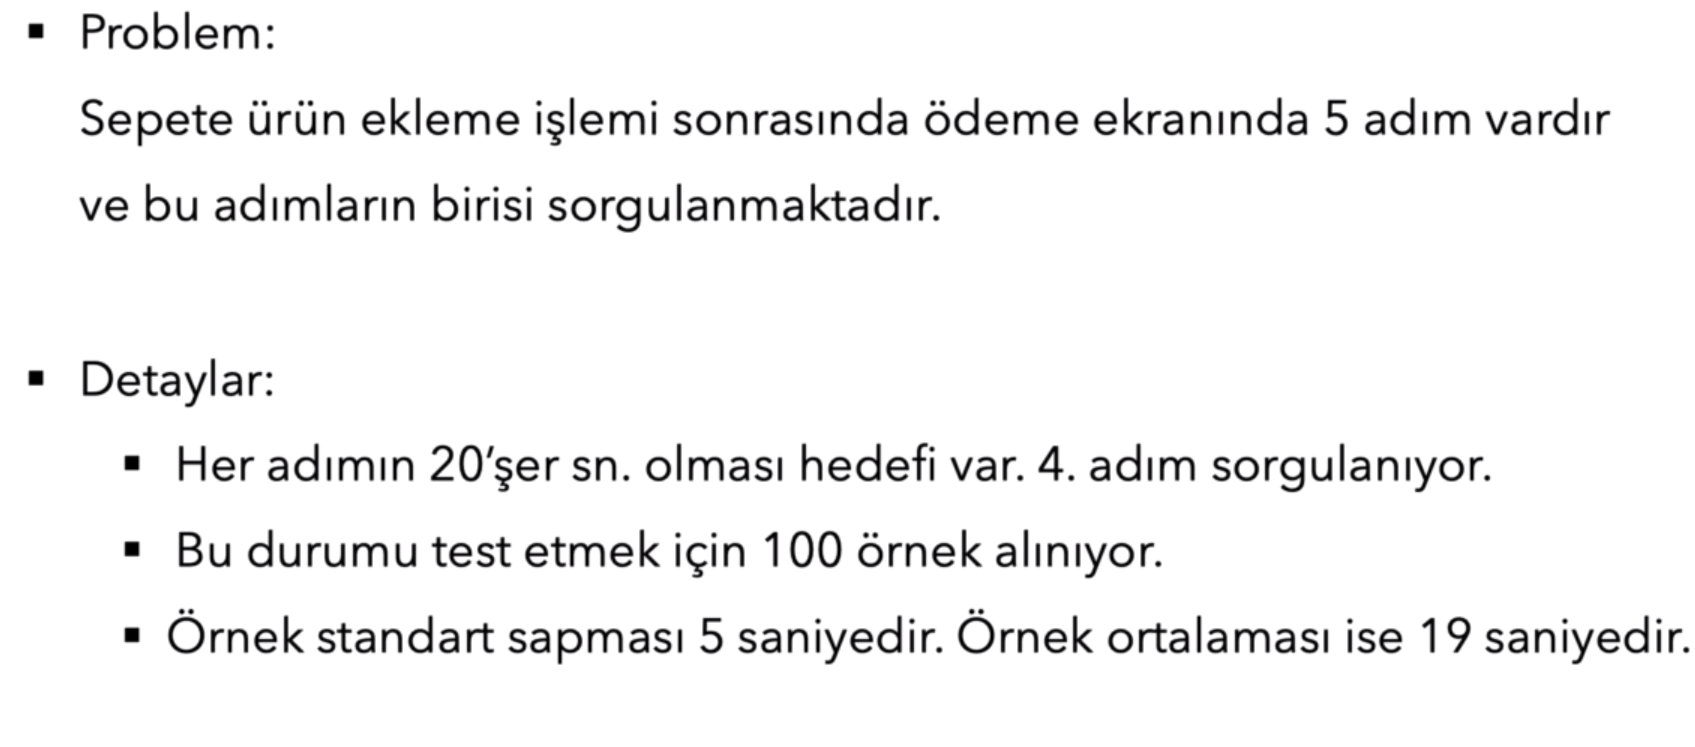 ▪ Problem:
Sepete ürün ekleme işlemi sonrasında ödeme ekranında 5 adım vardır
ve bu adımların birisi sorgulanmaktadır.
▪ Detaylar:
▪ Her adımın 20’şer sn. olması hedefi var. 4. adım sorgulanıyor.
▪ Bu durumu test etmek için 100 örnek alınıyor.
▪ Örnek standart sapması 5 saniyedir. Örnek ortalaması ise 19 saniyedir.